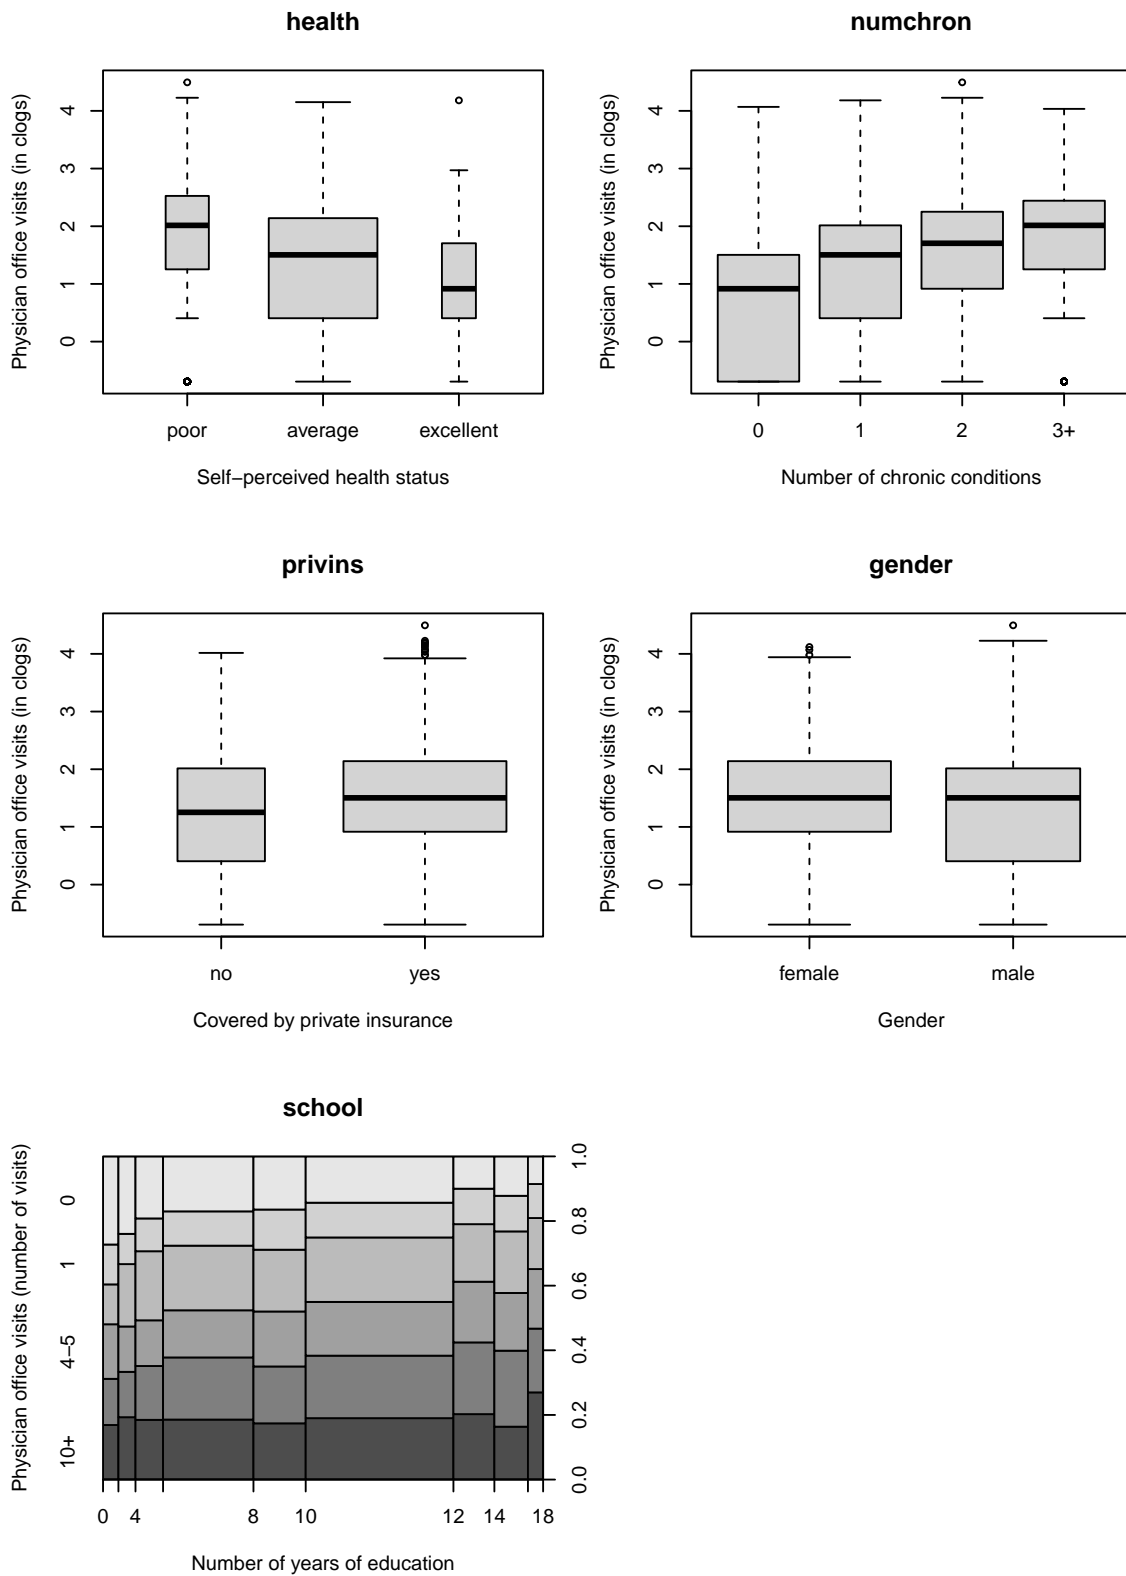 health
Physician office visits (in clogs)
4
3
2
1
0
poor average excellent
Self−perceived health status
numchron
Physician office visits (in clogs)
4
3
2
1
0
0 1 2 3+
Number of chronic conditions
privins
Physician office visits (in clogs)
4
3
2
1
0
no yes
Covered by private insurance
gender
Physician office visits (in clogs)
4
3
2
1
0
female male
Gender
school
Physician office visits (number of visits)
0
1
4−5
10+
1.0
0.8
0.6
0.4
0.2
0.0
0 4 8 10 12 14 18
Number of years of education